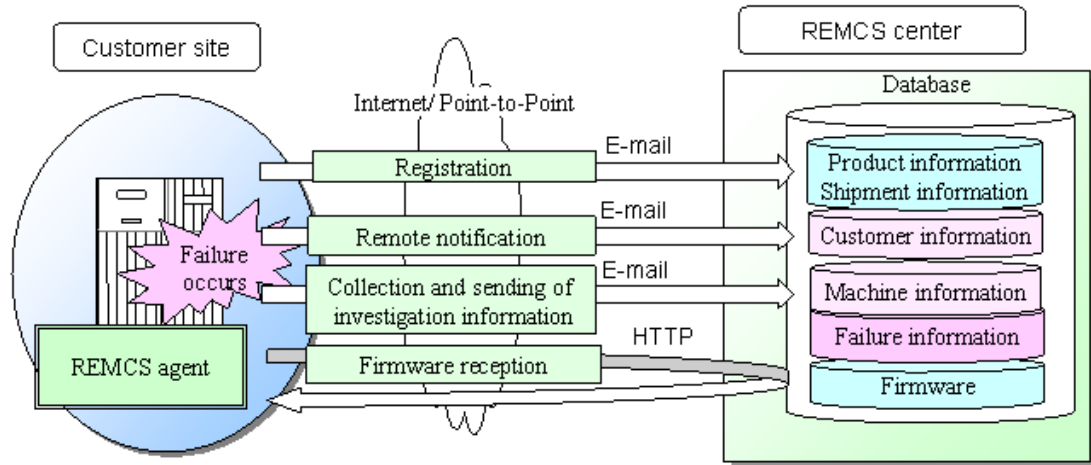 Customer site
REMCS center
Internet/ Point-to-Point
Database
Registration
E-mail
Product information
Shipment information
Remote notification
E-mail
Customer information
Failure
occurs
Collection and sending of
investigation information
E-mail
Machine information
Failure information
REMCS agent
Firmware reception
HTTP
Firmware